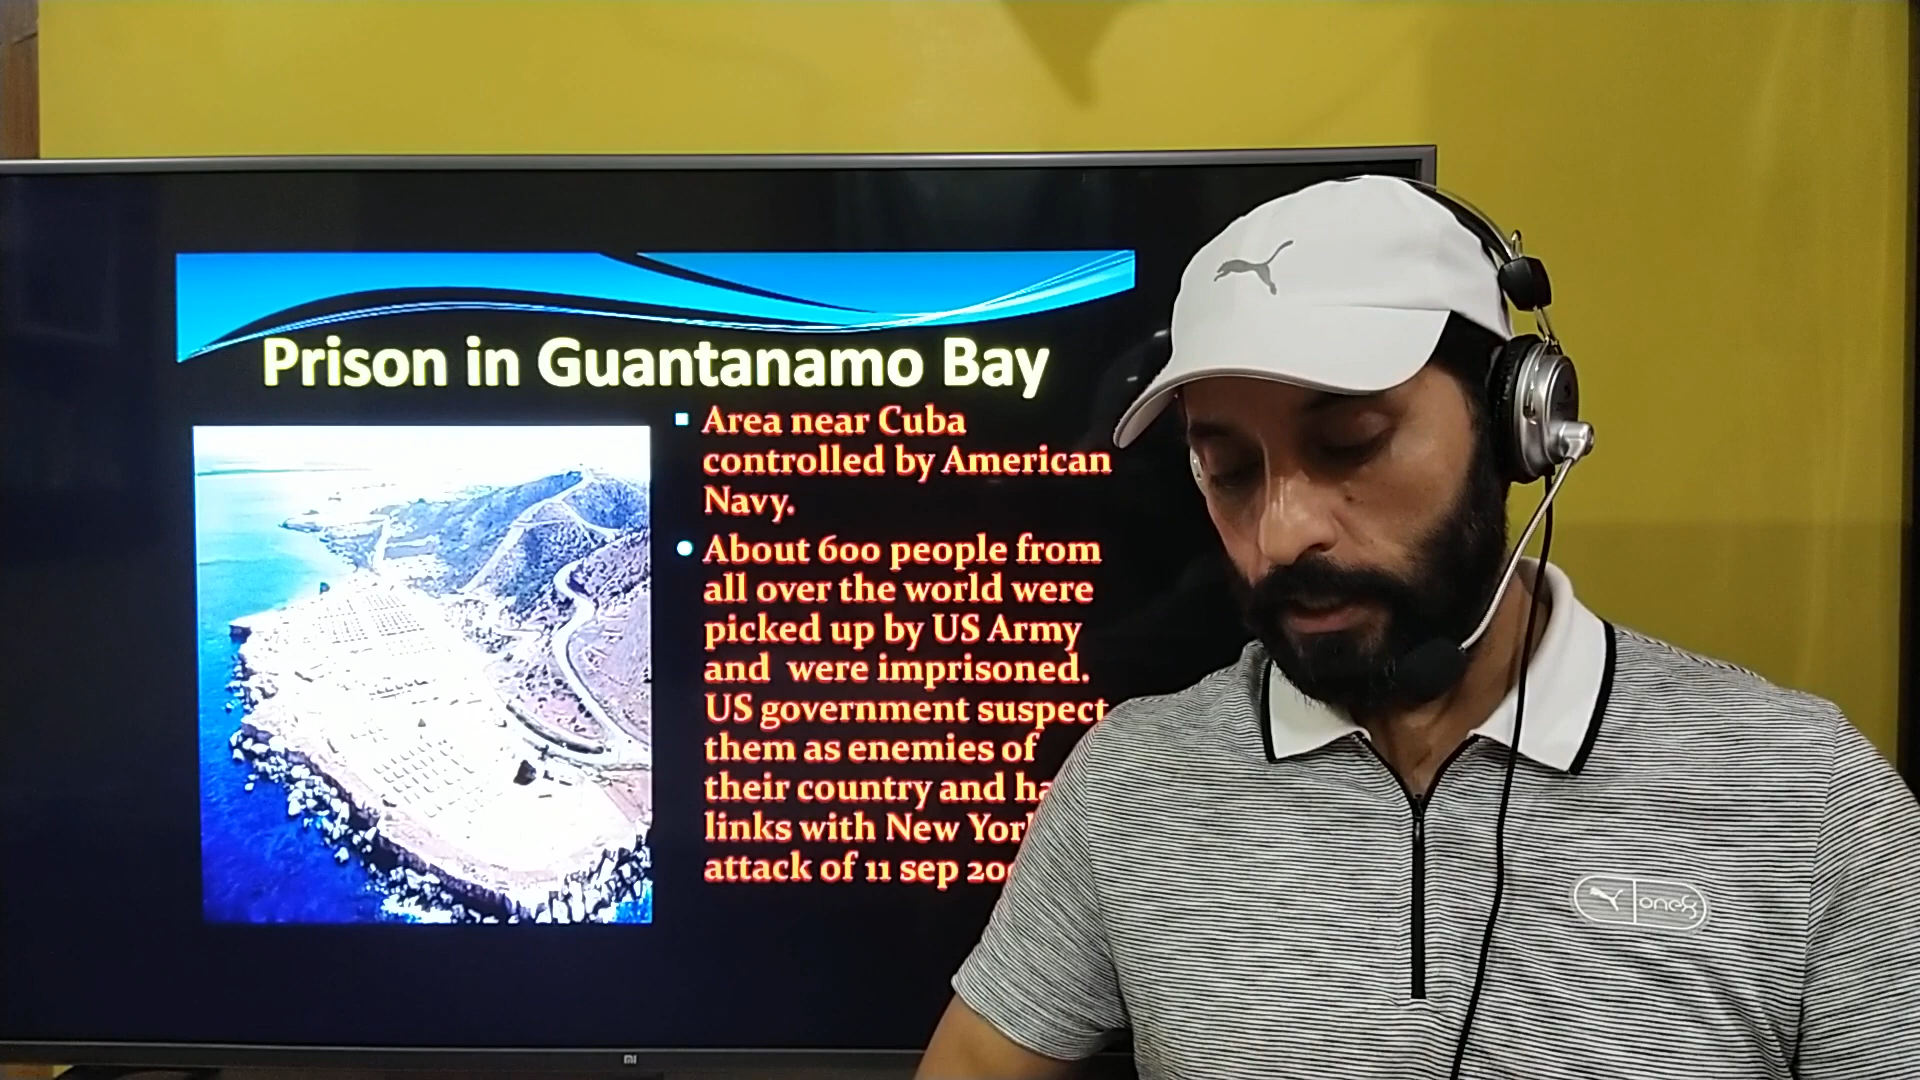 Prison in Guantanamo Bay
Area near Cuba
controlled by American
Navy.
About 600 people from
all over the world were
picked up by US Army
and were imprisoned.
US government suspect
them as enemies of
their country and
links with New
attack of 11 sep
one8
mi